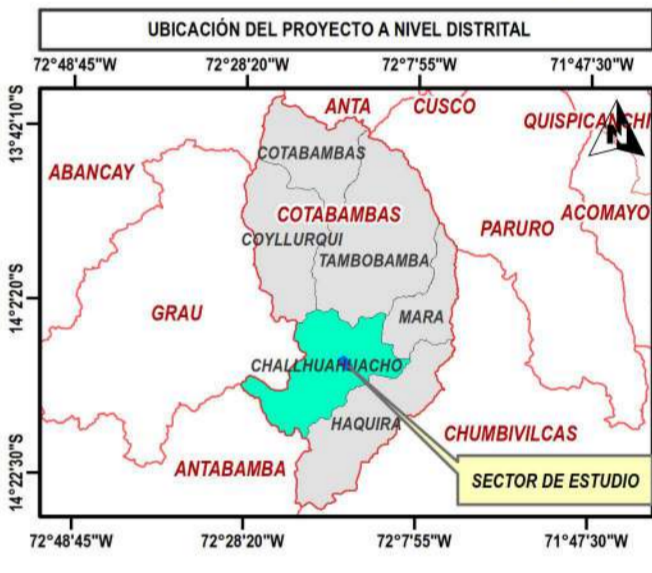 UBICACIÓN DEL PROYECTO A NIVEL DISTRITAL
72°48'45"W 72°28'20"W 72°7'55"W 71°47'30"W
13°42'10"S
14°2'20"S
14°22'30"S
ANTA
CUSCO
QUISPICANCHI
N
COTABAMBAS
ABANCAY
COTABAMBAS
ACOMAYO
PARURO
COYLLURQUI
TAMBOBAMBA
GRAU
MARA
CHALLHUAHUACHO
HAQUIRA
CHUMBIVILCAS
ANTABAMBA
SECTOR DE ESTUDIO
72°48'45"W 72°28'20"W 72°7'55"W 71°47'30"W